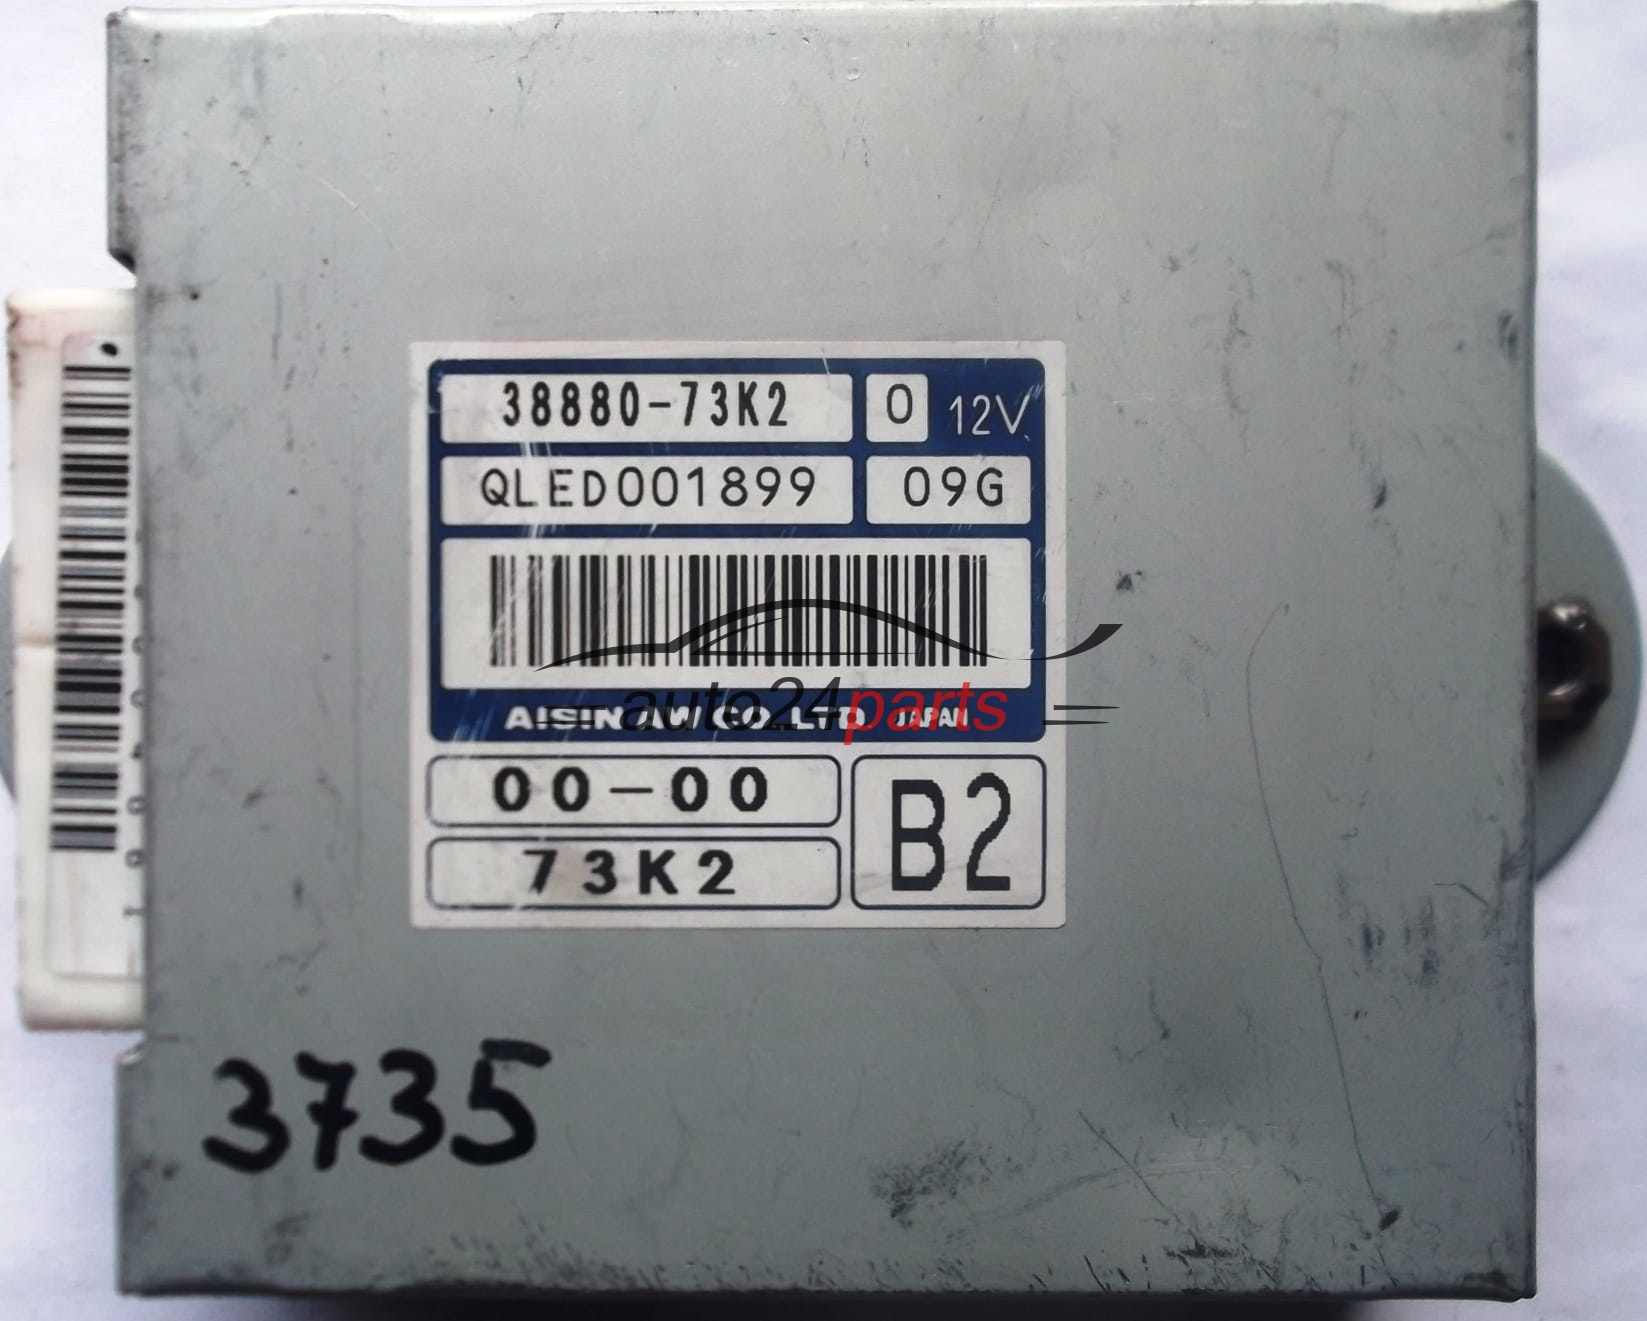 38880-73K2 0 12V
QLED001899 09G
AISIN AW CO., LTD. JAPAN
auto24parts
00-00
73K2 B2
3735